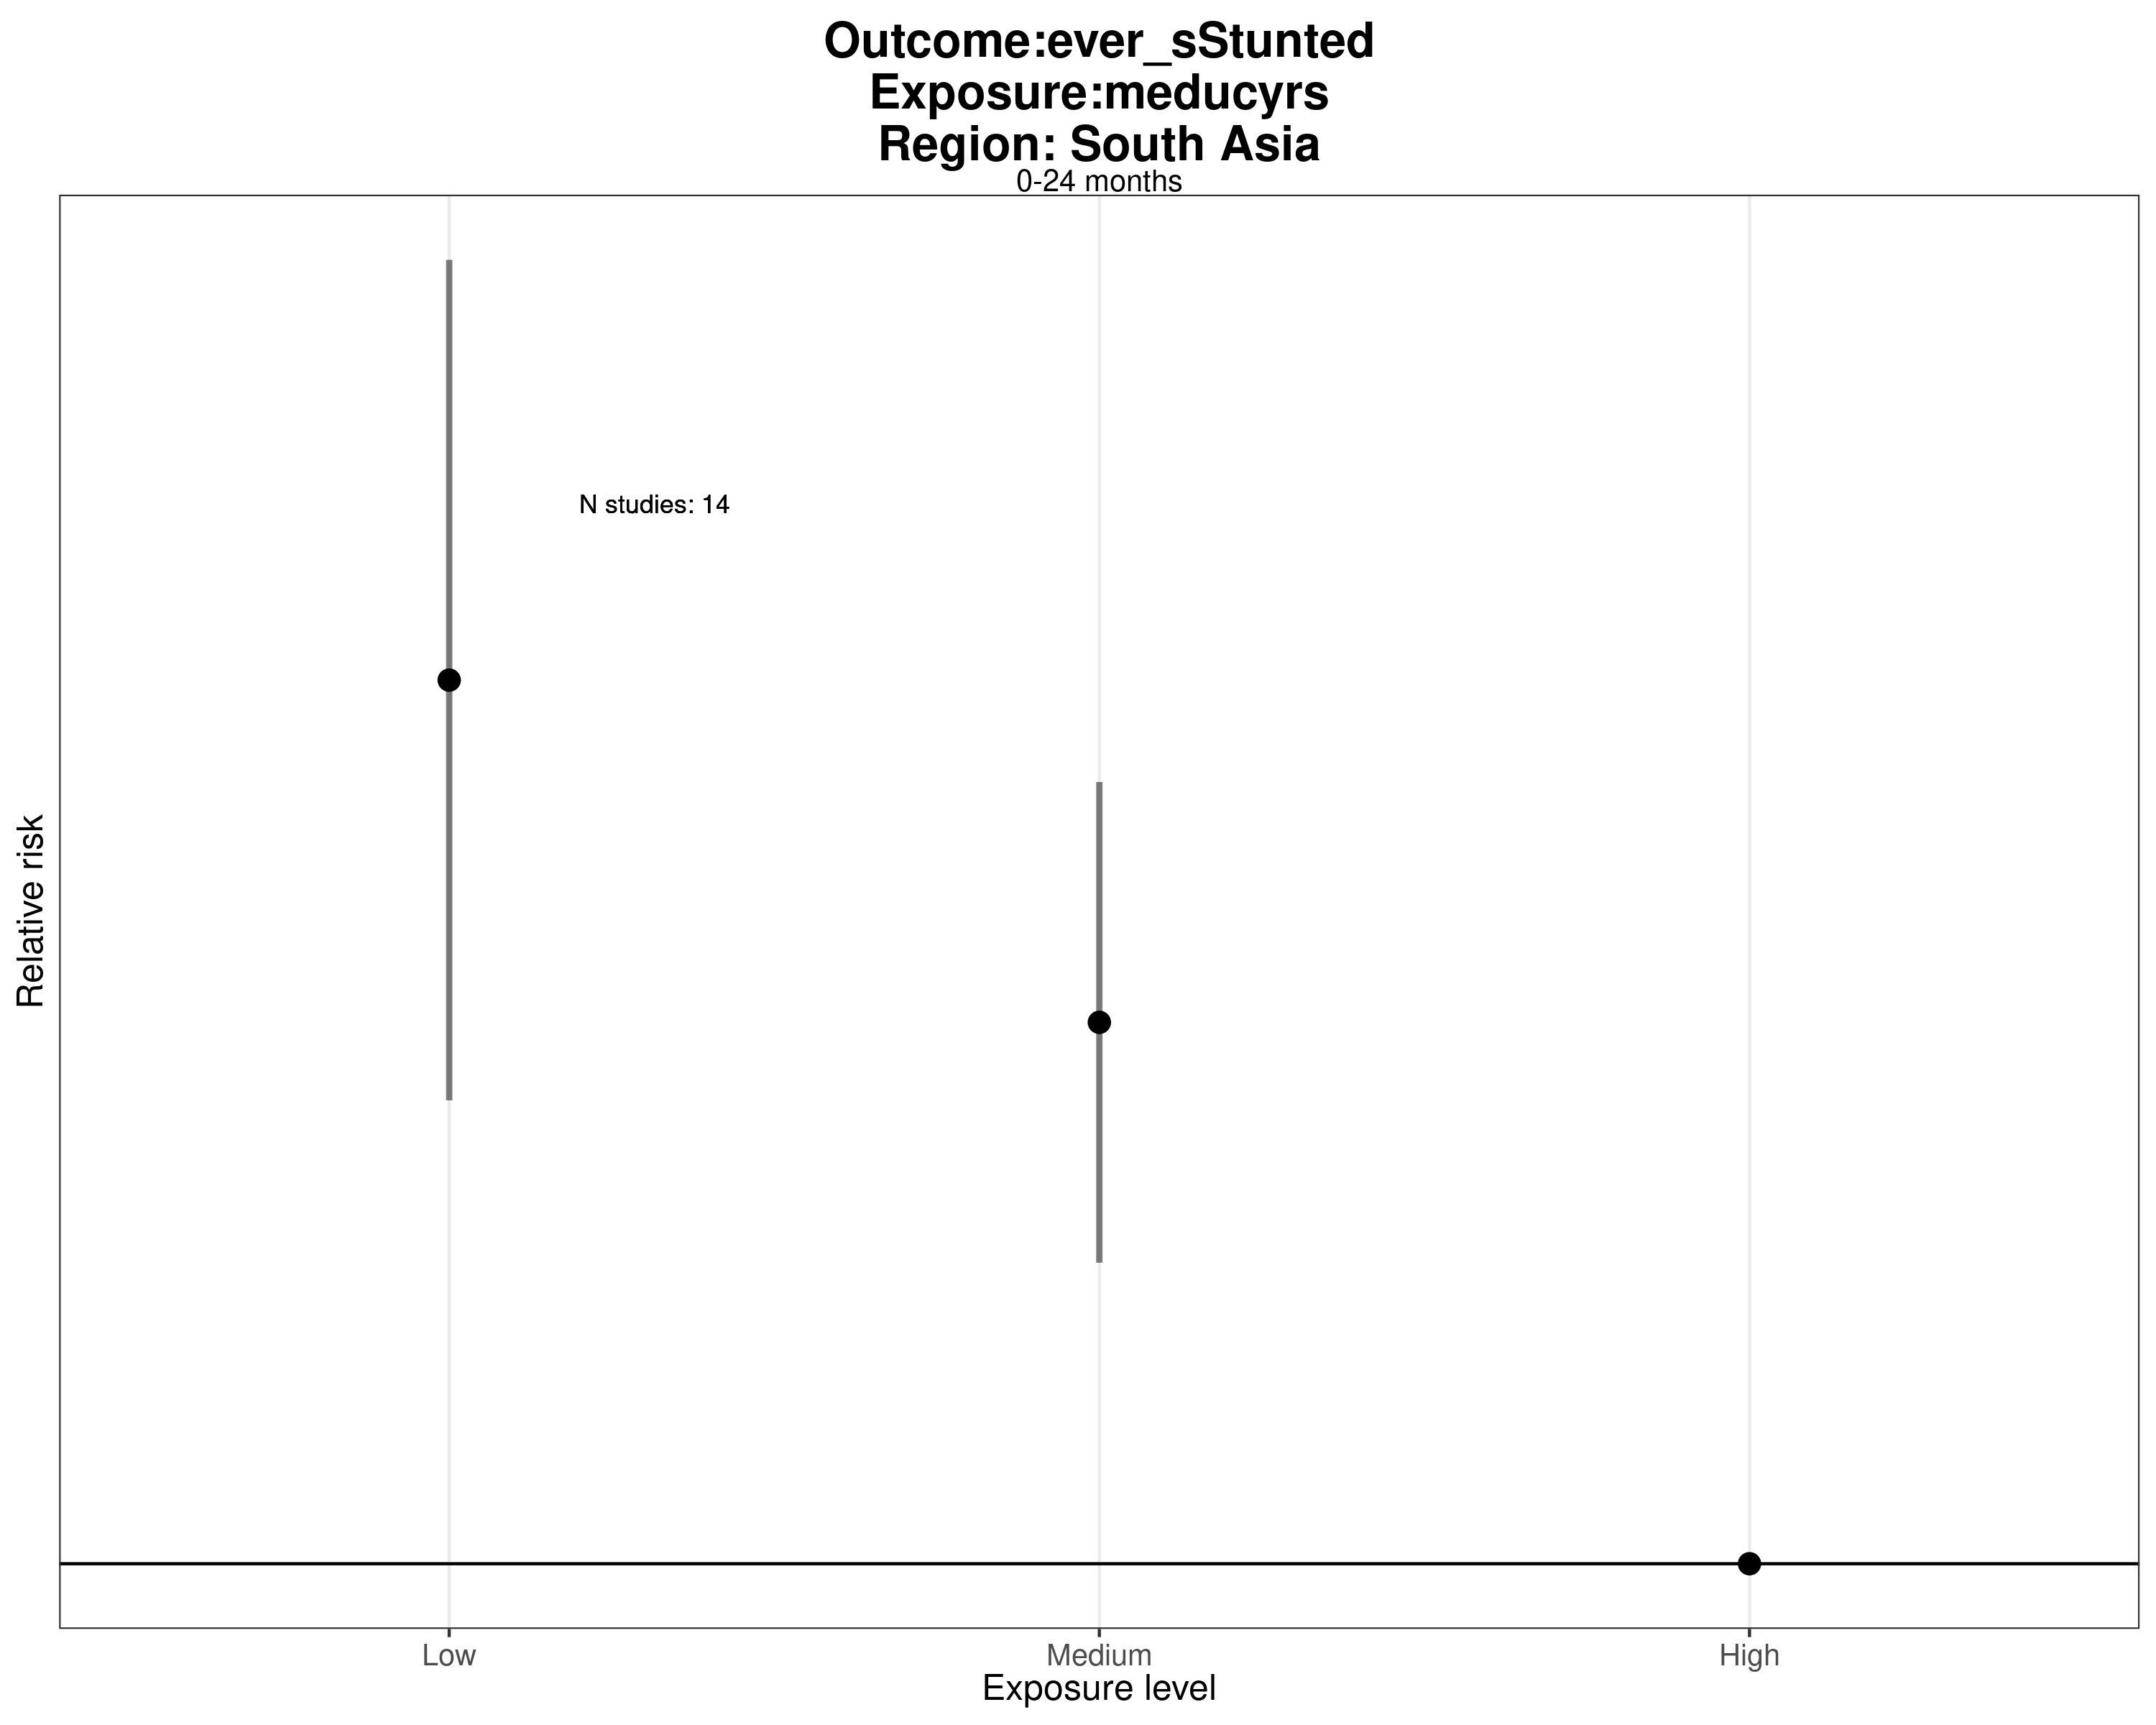 Outcome:ever_sStunted
Exposure:meducyrs
Region: South Asia
0-24 months
N studies: 14
Relative risk
Low
Medium
High
Exposure level